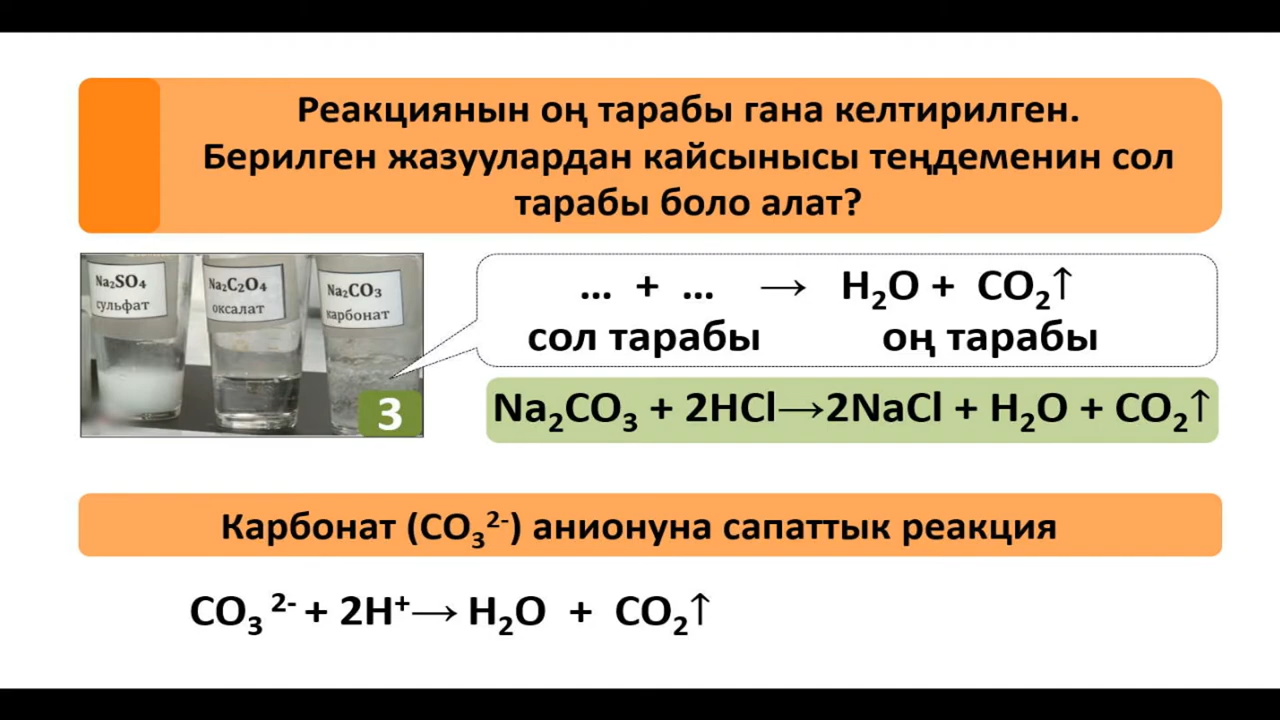 Реакциянын оң тарабы гана келтирилген.
Берилген жазуулардан кайсынысы теңдеменин сол
тарабы боло алат?
Na₂SO₄
сульфат
Na₂C₂O₄
оксалат
Na₂CO₃
карбонат
3
... + ... → H₂O + CO₂↑
сол тарабы оң тарабы
Na₂CO₃ + 2HCl→2NaCl + H₂O + CO₂↑
Карбонат (CO₃²⁻) анионуна сапаттык реакция
CO₃ ²⁻ + 2H⁺→ H₂O + CO₂↑